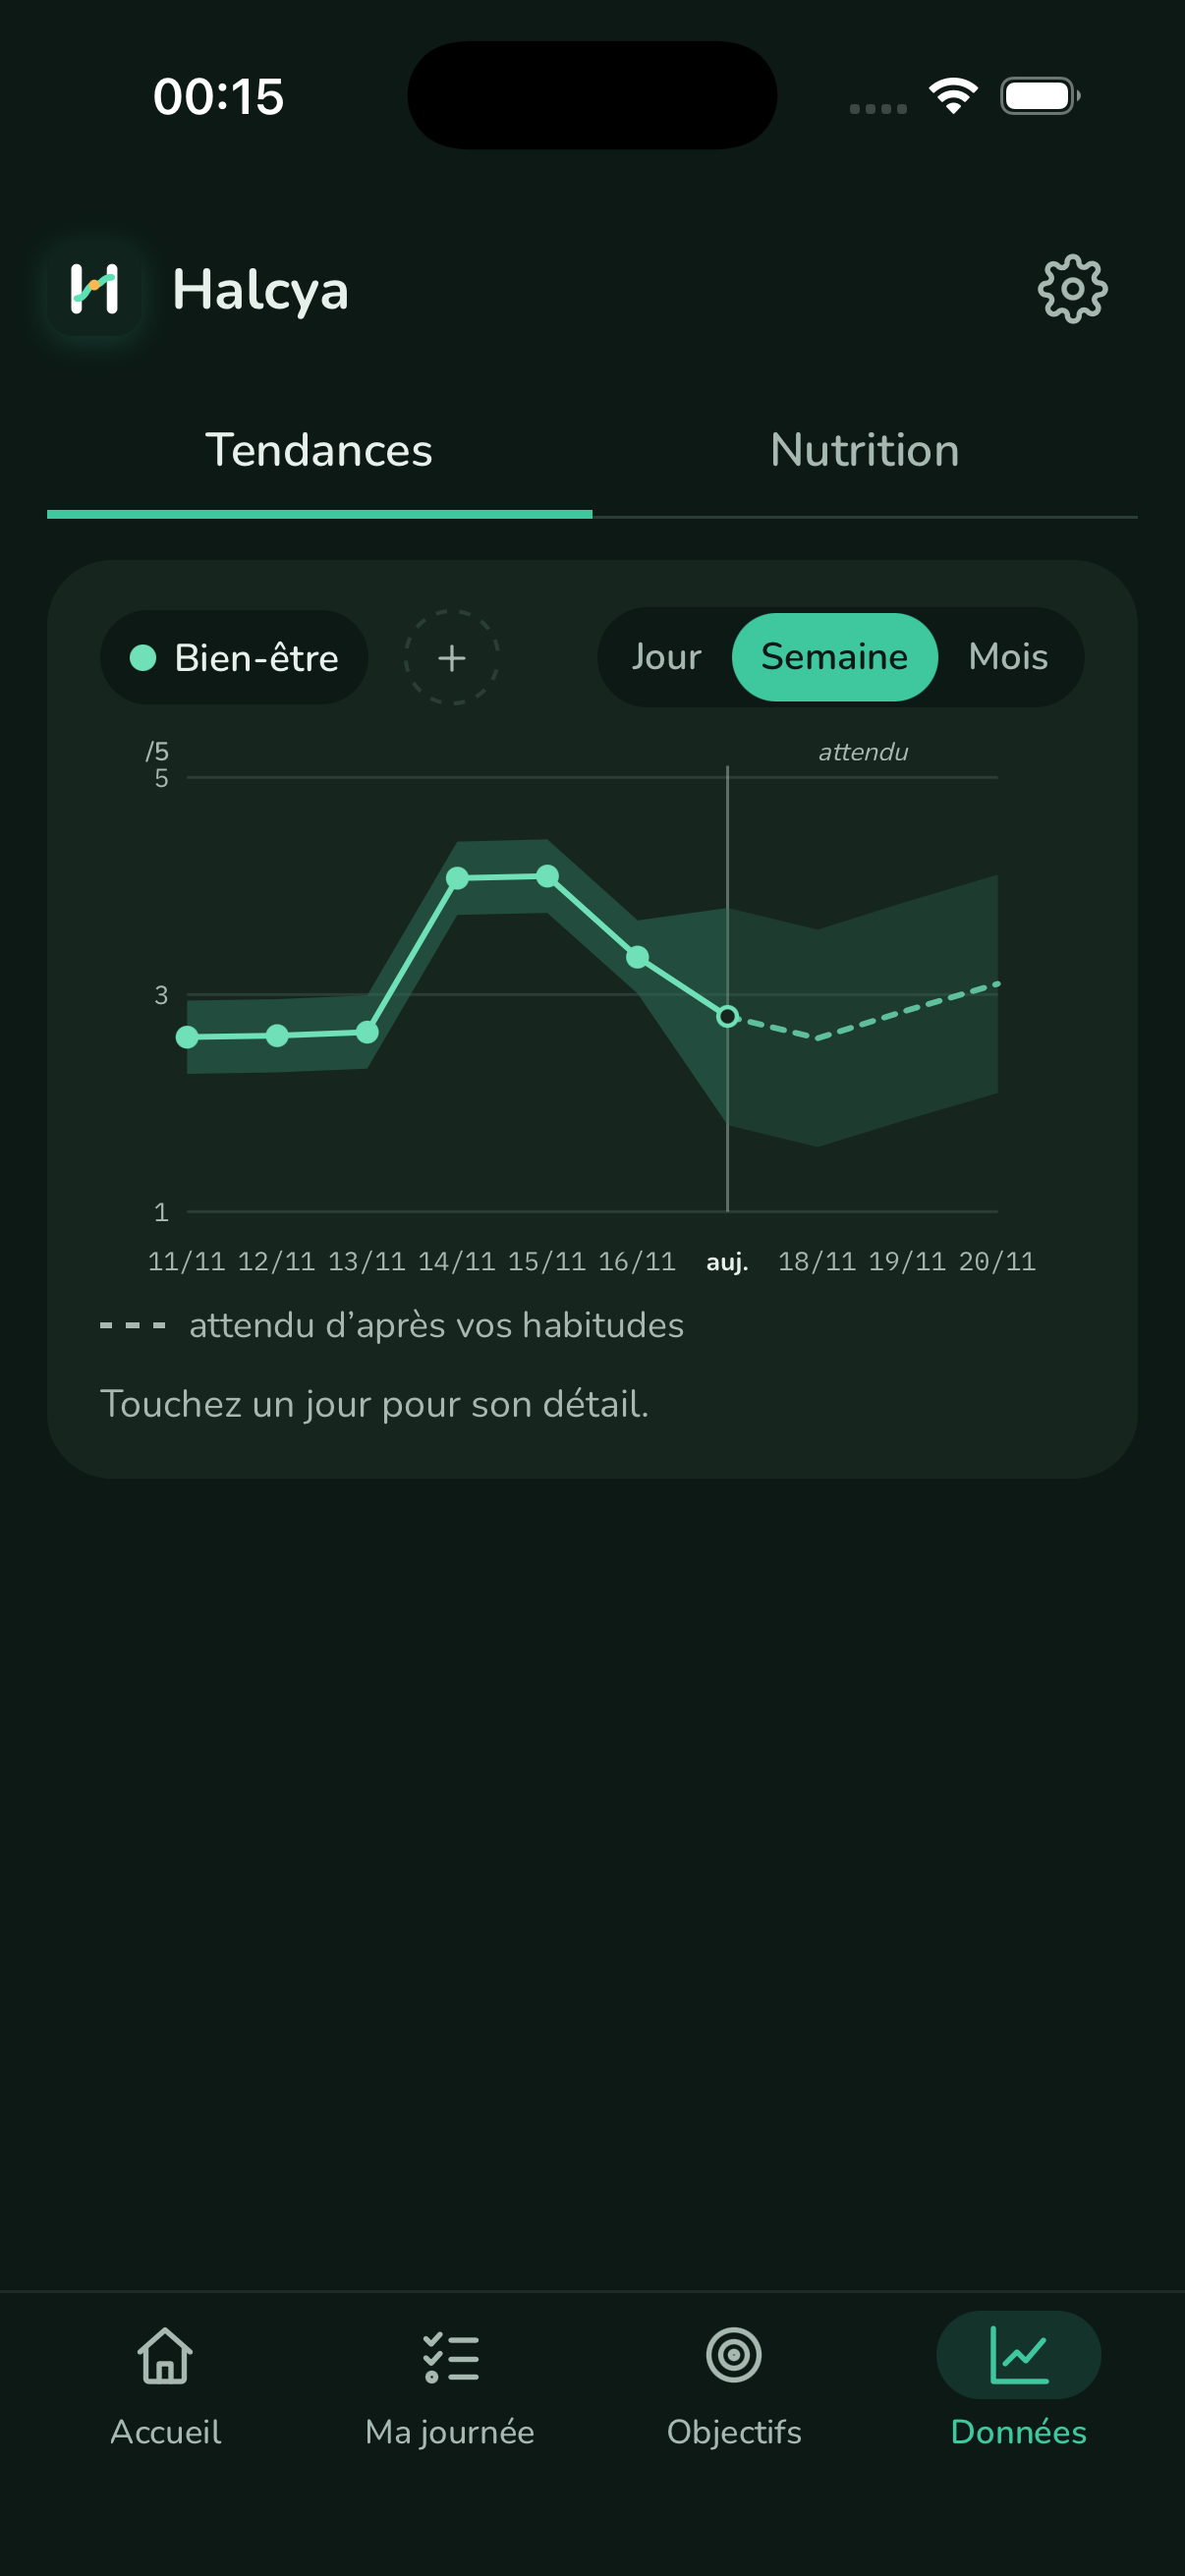 00:15
Halcya
Tendances Nutrition
Bien-être + Jour Semaine Mois
/5 attendu
5
3
1
11/11 12/11 13/11 14/11 15/11 16/11 auj. 18/11 19/11 20/11
attendu d’après vos habitudes
Touchez un jour pour son détail.
Accueil Ma journée Objectifs Données